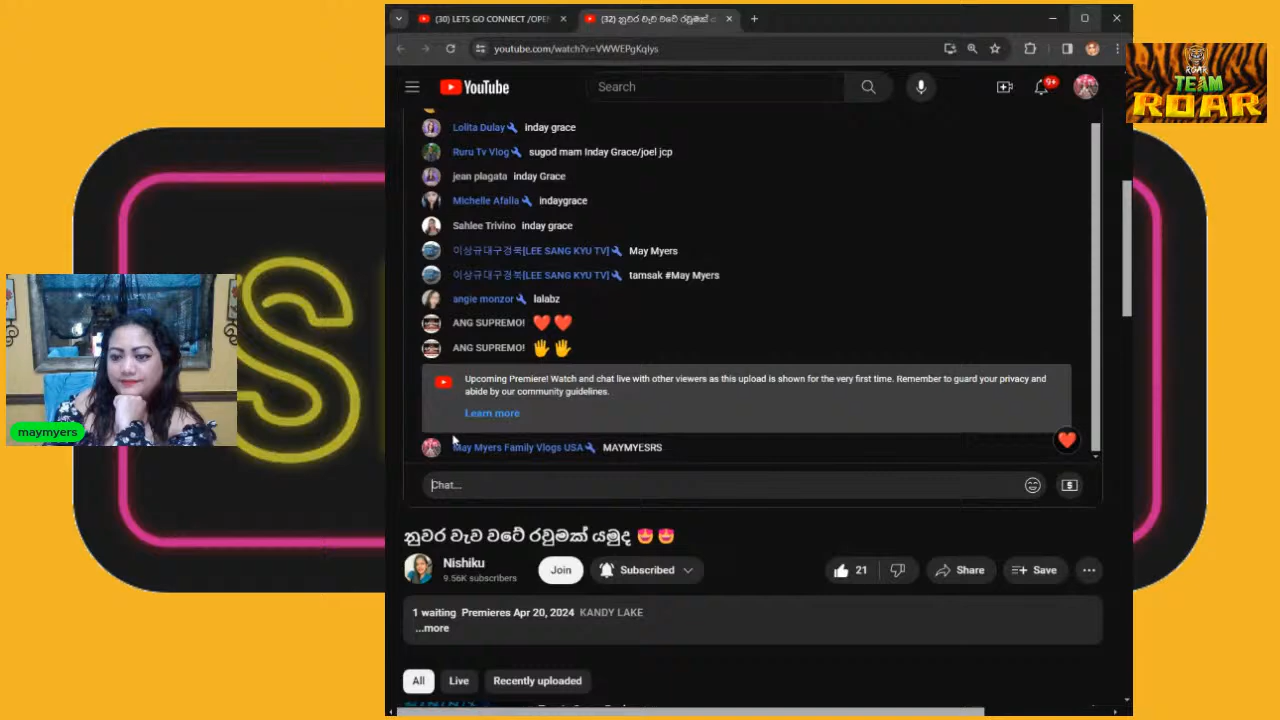 (30) LETS GO CONNECT /OPEN
(32) නුවර වැව වටේ රවුමක් යමුද
youtube.com/watch?v=VWWEPgKqIys
YouTube
Search
9+
ROAR
TEAM
ROAR
Lolita Dulay inday grace
Ruru Tv Vlog sugod mam Inday Grace/joel jcp
jean plagata inday Grace
Michelle Afalla indaygrace
Sahlee Trivino inday grace
이상규대구경북[LEE SANG KYU TV] May Myers
이상규대구경북[LEE SANG KYU TV] tamsak #May Myers
angie monzor lalabz
ANG SUPREMO! ❤️❤️
ANG SUPREMO! 🖐️🖐️
Upcoming Premiere! Watch and chat live with other viewers as this upload is shown for the very first time. Remember to guard your privacy and
abide by our community guidelines.
Learn more
May Myers Family Vlogs USA MAYMYESRS
Chat...
maymyers
S
නුවර වැව වටේ රවුමක් යමුද 😍😍
Nishiku
9.56K subscribers
Join
Subscribed
21
Share
Save
1 waiting Premieres Apr 20, 2024 KANDY LAKE
...more
All
Live
Recently uploaded